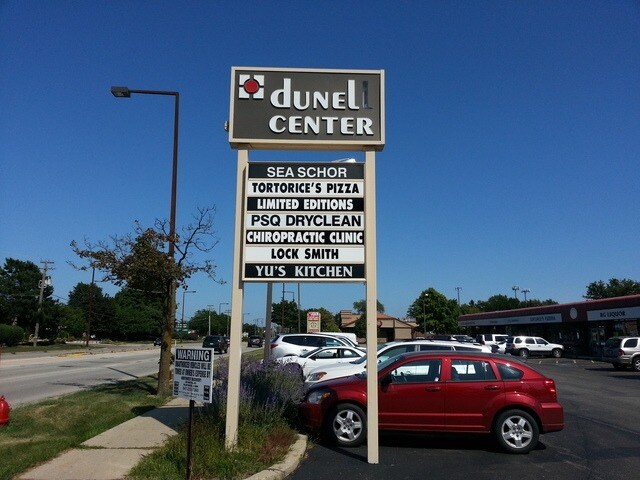 dunell
CENTER
SEA SCHOR
TORTORICE'S PIZZA
LIMITED EDITIONS
PSQ DRYCLEAN
CHIROPRACTIC CLINIC
LOCK SMITH
YU'S KITCHEN
WARNING